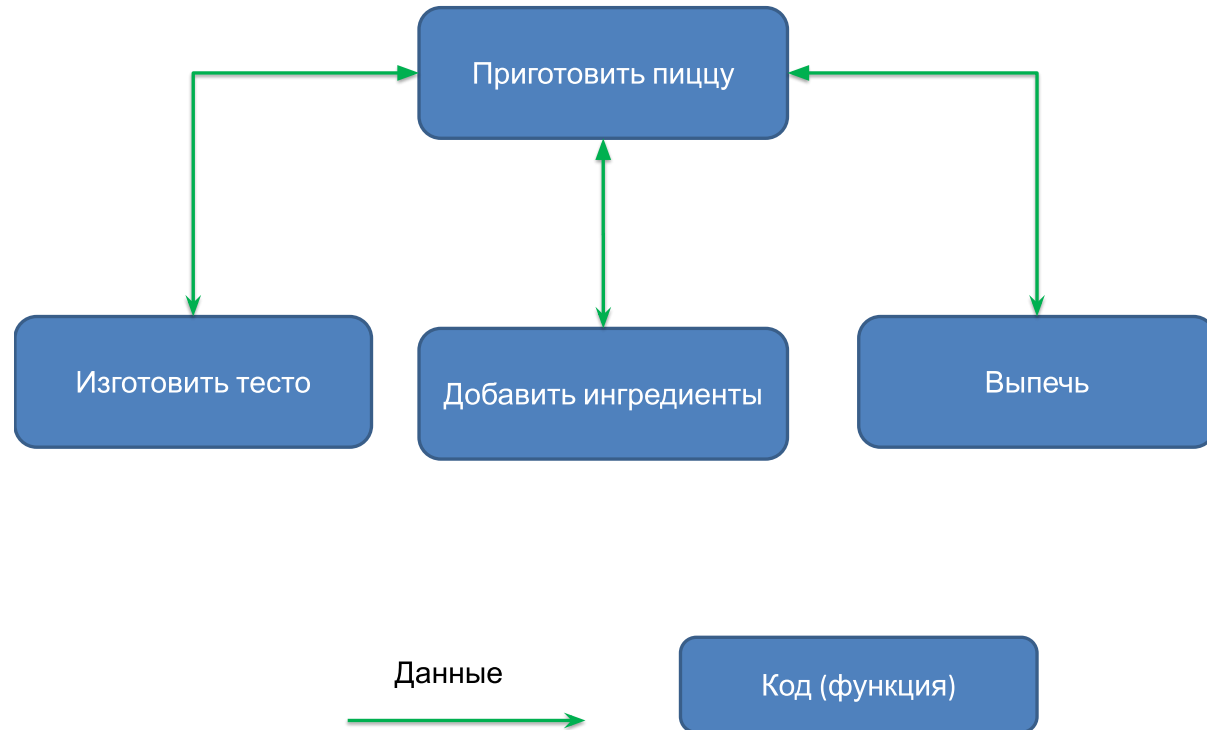 Приготовить пиццу
Изготовить тесто
Добавить ингредиенты
Выпечь
Данные
Код (функция)